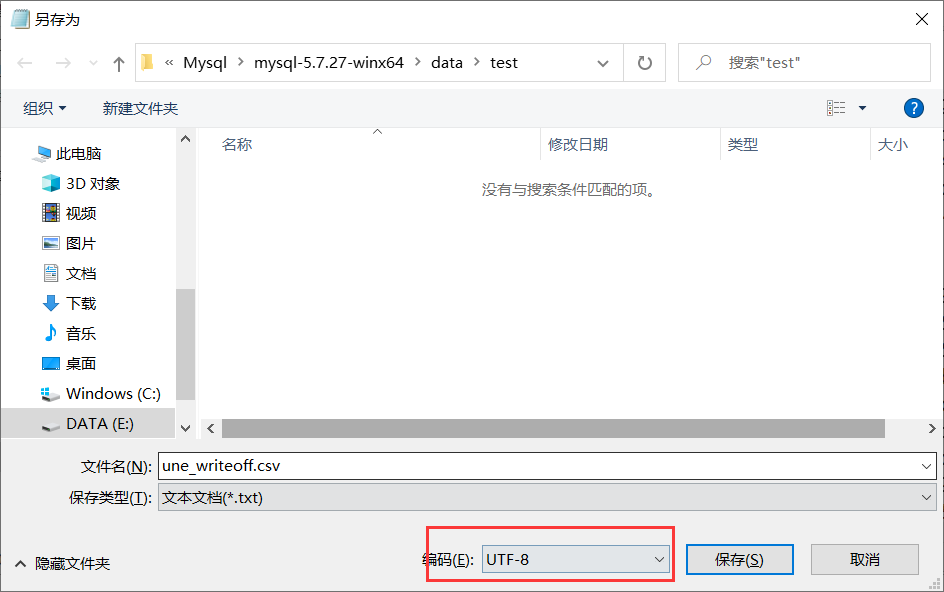 另存为
« Mysql › mysql-5.7.27-winx64 › data › test
搜索"test"
组织
新建文件夹
?
此电脑
3D 对象
视频
图片
文档
下载
音乐
桌面
Windows (C:)
DATA (E:)
名称
修改日期
类型
大小
没有与搜索条件匹配的项。
文件名(N): une_writeoff.csv
保存类型(T): 文本文档(*.txt)
隐藏文件夹
编码(E): UTF-8
保存(S)
取消